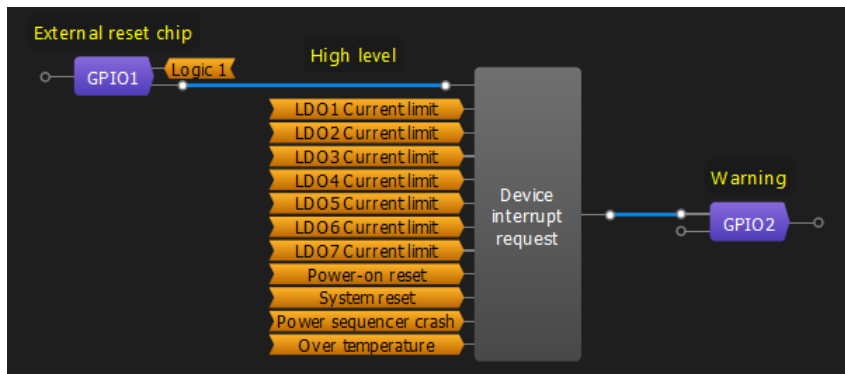 External reset chip
High level
GPIO1
Logic 1
LDO1 Current limit
LDO2 Current limit
LDO3 Current limit
LDO4 Current limit
LDO5 Current limit
LDO6 Current limit
LDO7 Current limit
Power-on reset
System reset
Power sequencer crash
Over temperature
Device
interrupt
request
Warning
GPIO2